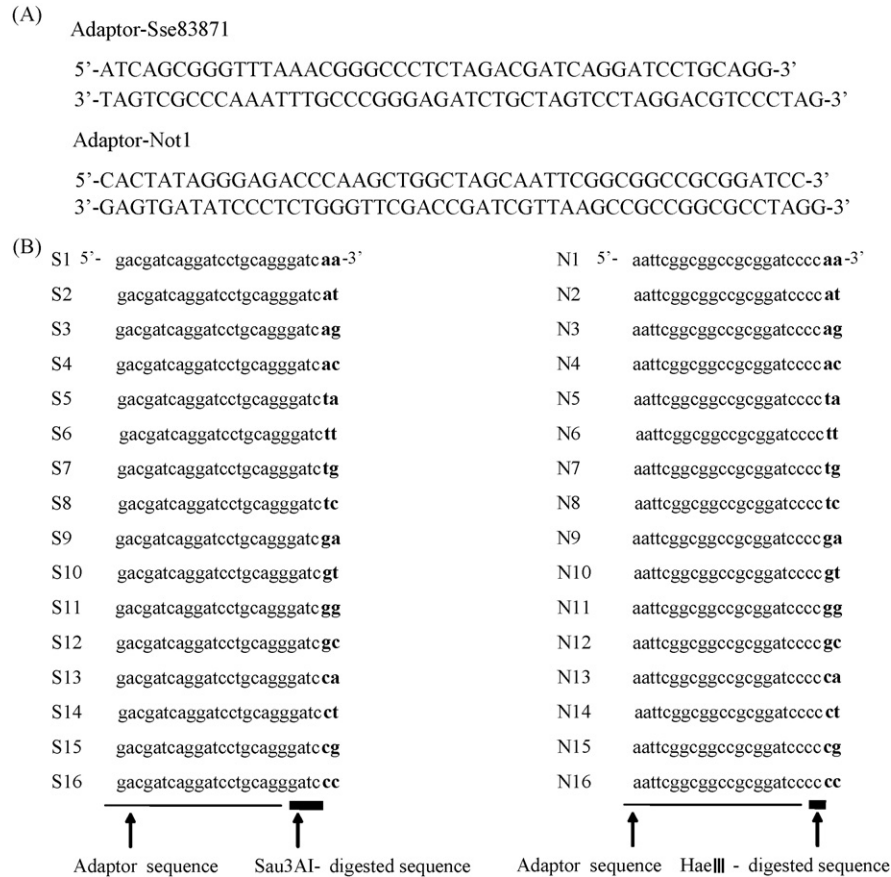 (A)
Adaptor-Sse83871
5’-ATCAGCGGGTTTAAACGGGCCCTCTAGACGATCAGGATCCTGCAGG-3’
3’-TAGTCGCCCAAATTTGCCCGGGAGATCTGCTAGTCCTAGGACGTCCCTAG-3’
Adaptor-Not1
5’-CACTATAGGGAGACCCAAGCTGGCTAGCAATTCGGCGGCCGCGGATCC-3’
3’-GAGTGATATCCCTCTGGGTTCGACCGATCGTTAAGCCGCCGGCGCCTAGG-3’
(B)
S1 5’- gacgatcaggatcctgcagggatcaa-3’
S2 gacgatcaggatcctgcagggatcat
S3 gacgatcaggatcctgcagggatcag
S4 gacgatcaggatcctgcagggatcac
S5 gacgatcaggatcctgcagggatcta
S6 gacgatcaggatcctgcagggatctt
S7 gacgatcaggatcctgcagggatctg
S8 gacgatcaggatcctgcagggatctc
S9 gacgatcaggatcctgcagggatcga
S10 gacgatcaggatcctgcagggatcgt
S11 gacgatcaggatcctgcagggatcgg
S12 gacgatcaggatcctgcagggatcgc
S13 gacgatcaggatcctgcagggatcca
S14 gacgatcaggatcctgcagggatcct
S15 gacgatcaggatcctgcagggatccg
S16 gacgatcaggatcctgcagggatccc
Adaptor sequence
Sau3AI- digested sequence
N1 5’- aattcggcggccgcggatccccaa-3’
N2 aattcggcggccgcggatccccat
N3 aattcggcggccgcggatccccag
N4 aattcggcggccgcggatccccac
N5 aattcggcggccgcggatccccta
N6 aattcggcggccgcggatcccctt
N7 aattcggcggccgcggatcccctg
N8 aattcggcggccgcggatcccctc
N9 aattcggcggccgcggatccccga
N10 aattcggcggccgcggatccccgt
N11 aattcggcggccgcggatccccgg
N12 aattcggcggccgcggatccccgc
N13 aattcggcggccgcggatccccca
N14 aattcggcggccgcggatccccct
N15 aattcggcggccgcggatcccccg
N16 aattcggcggccgcggatcccccc
Adaptor sequence
HaeⅢ - digested sequence